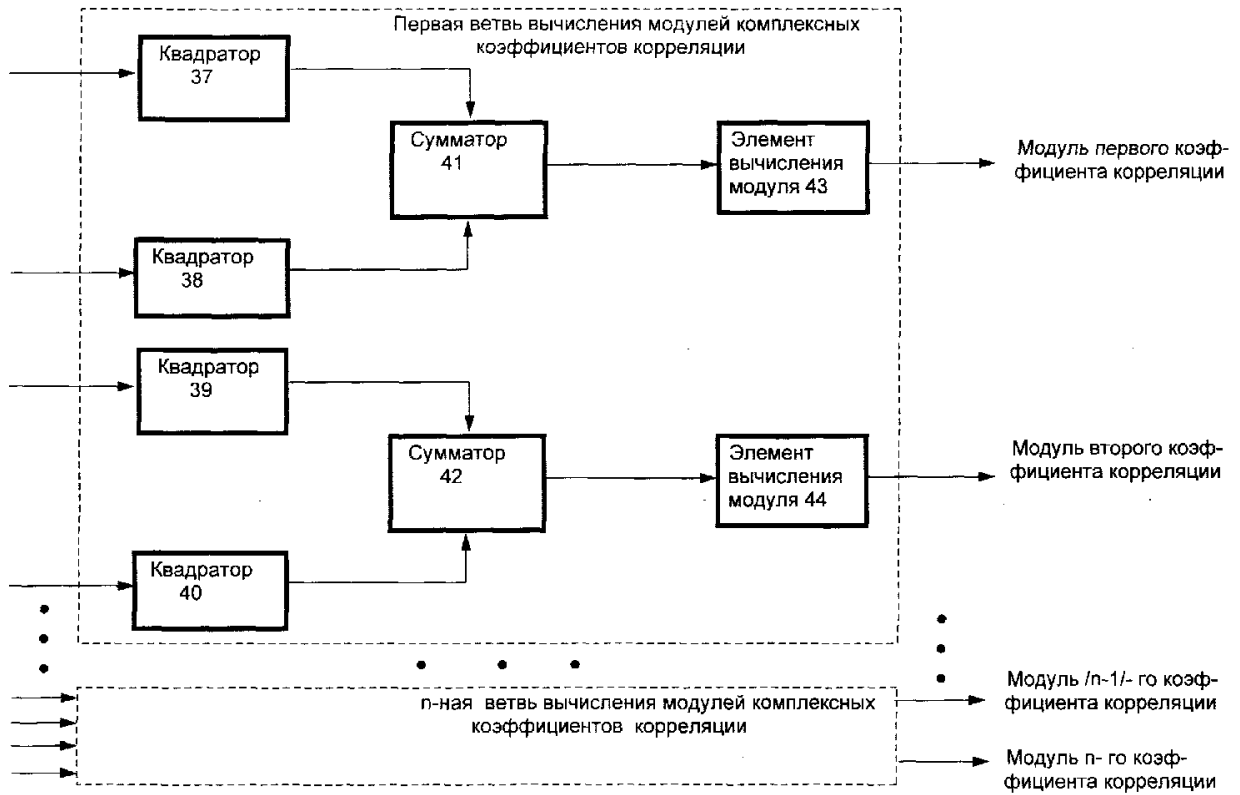 Первая ветвь вычисления модулей комплексных
коэффициентов корреляции
Квадратор
37
Сумматор
41
Элемент
вычисления
модуля 43
Модуль первого коэф-
фициента корреляции
Квадратор
38
Квадратор
39
Сумматор
42
Элемент
вычисления
модуля 44
Модуль второго коэф-
фициента корреляции
Квадратор
40
n-ная ветвь вычисления модулей комплексных
коэффициентов корреляции
Модуль /n-1/- го коэф-
фициента корреляции
Модуль n- го коэф-
фициента корреляции